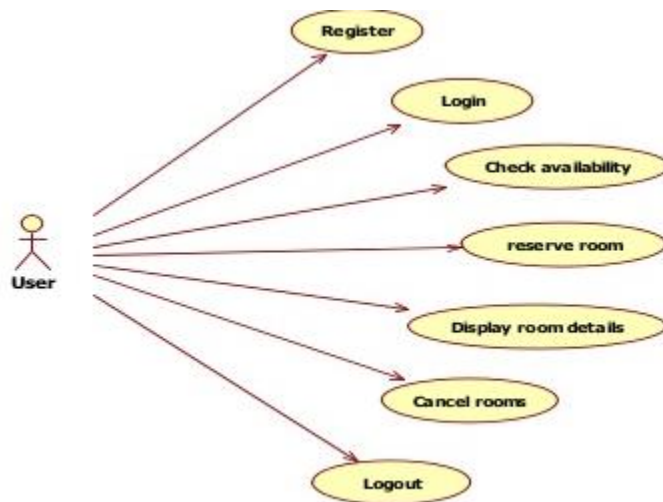 Register
Login
Check availability
reserve room
User
Display room details
Cancel rooms
Logout